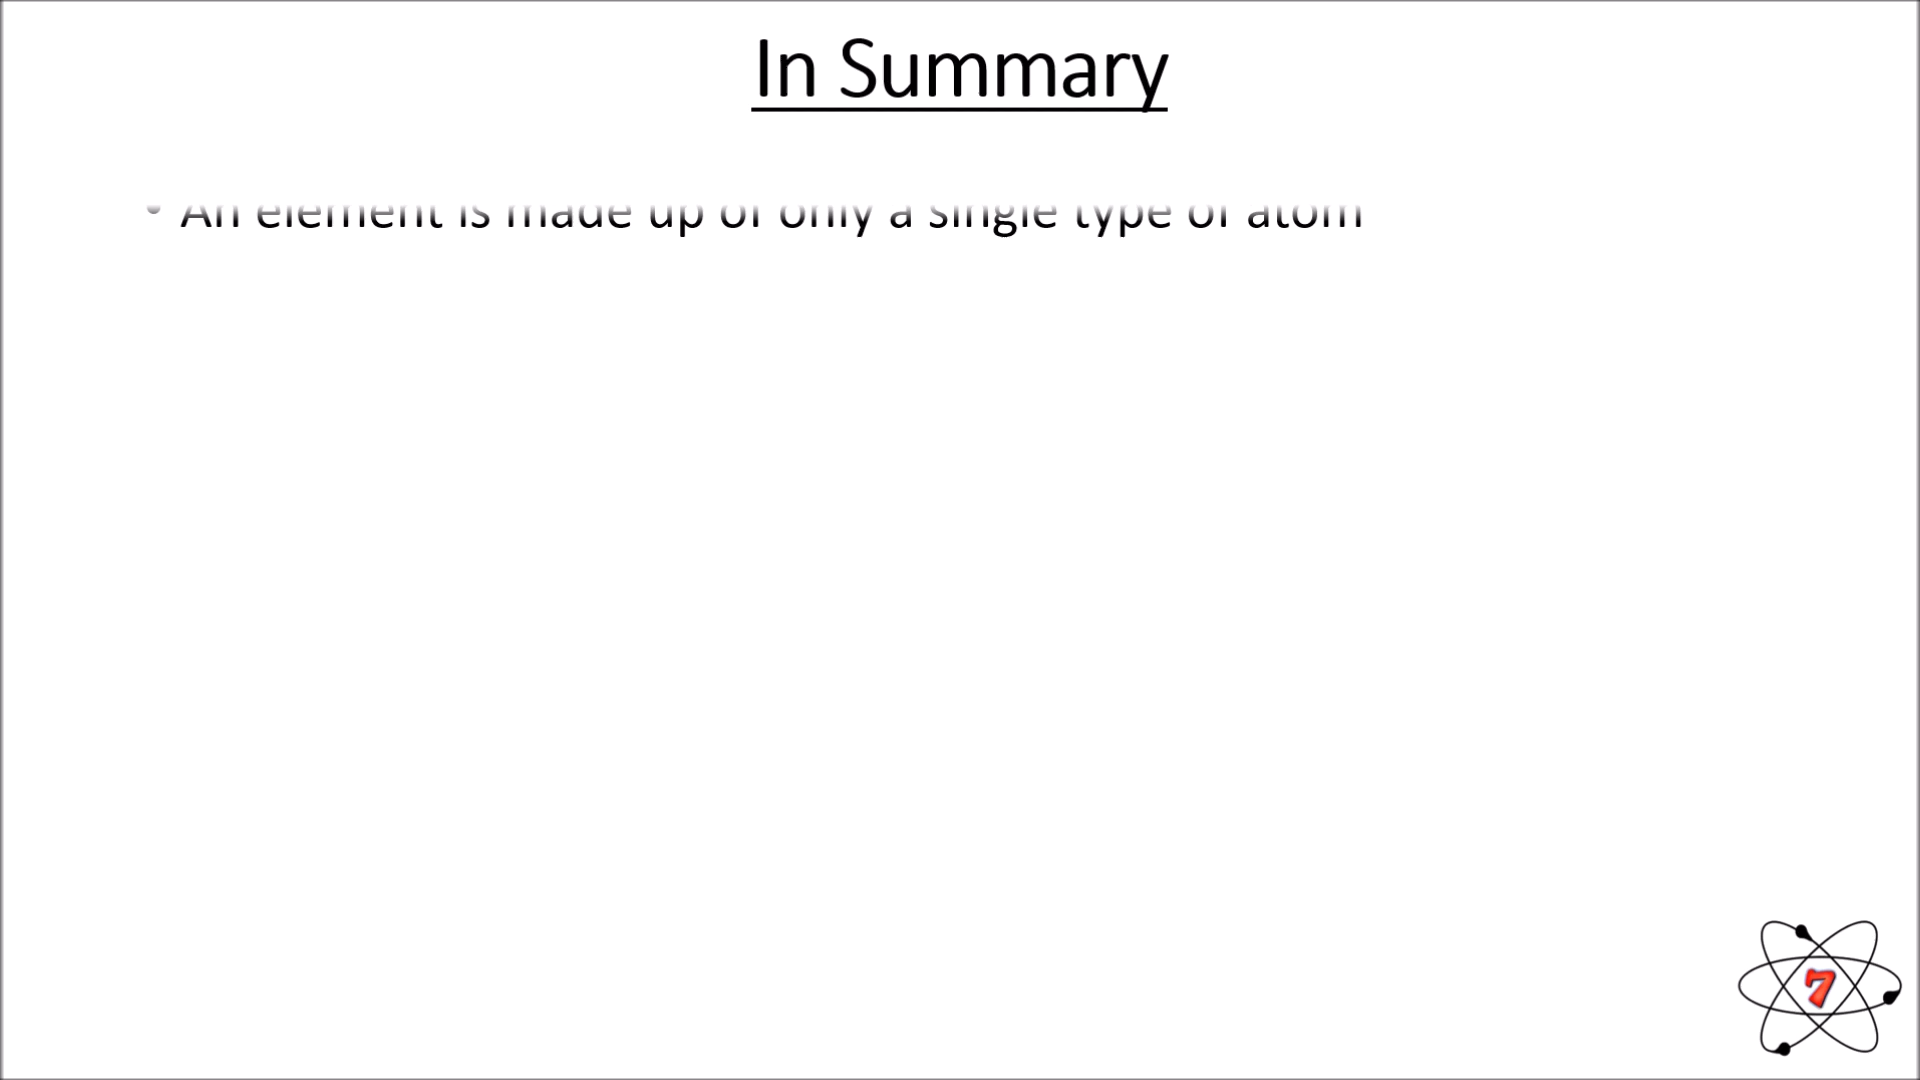 In Summary
• An element is made up of only a single type of atom
7